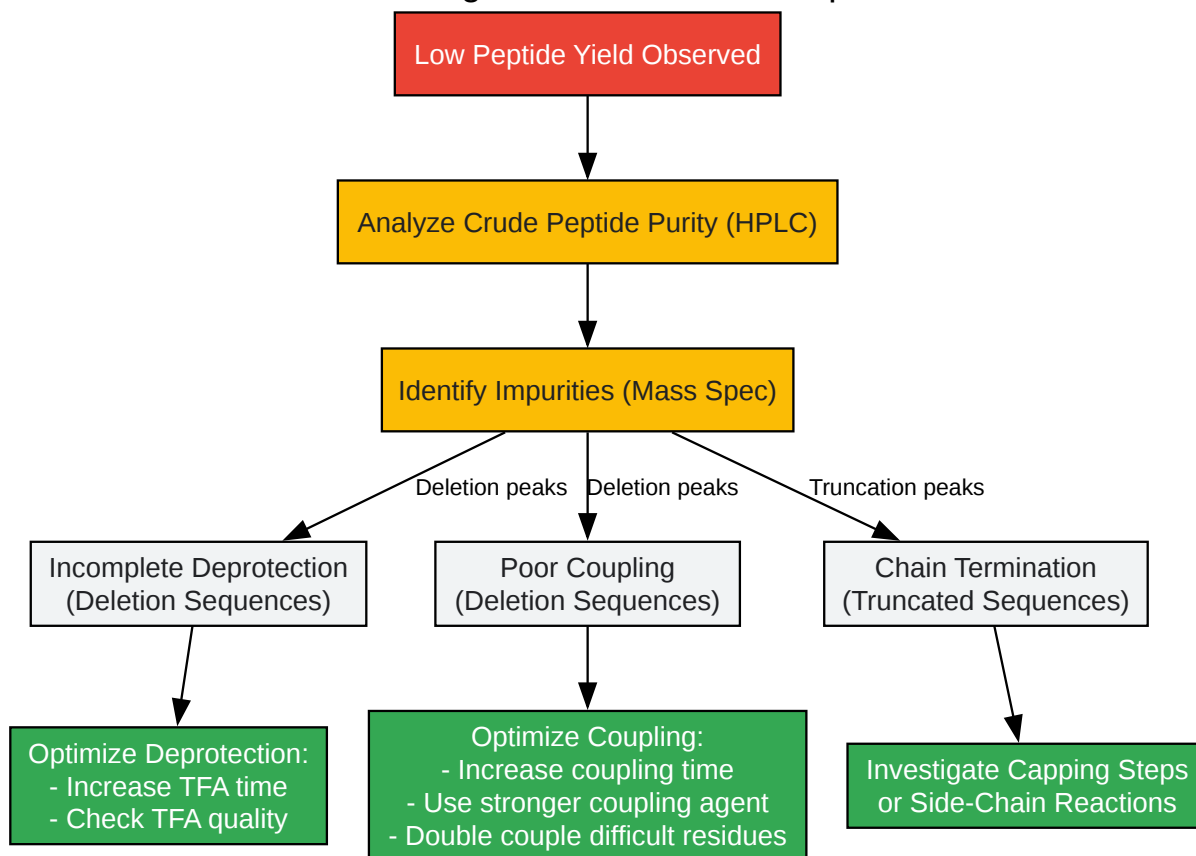 Low Peptide Yield Observed
Analyze Crude Peptide Purity (HPLC)
Identify Impurities (Mass Spec)
Deletion peaks
Deletion peaks
Truncation peaks
Incomplete Deprotection
(Deletion Sequences)
Poor Coupling
(Deletion Sequences)
Chain Termination
(Truncated Sequences)
Optimize Deprotection:
- Increase TFA time
- Check TFA quality
Optimize Coupling:
- Increase coupling time
- Use stronger coupling agent
- Double couple difficult residues
Investigate Capping Steps
or Side-Chain Reactions